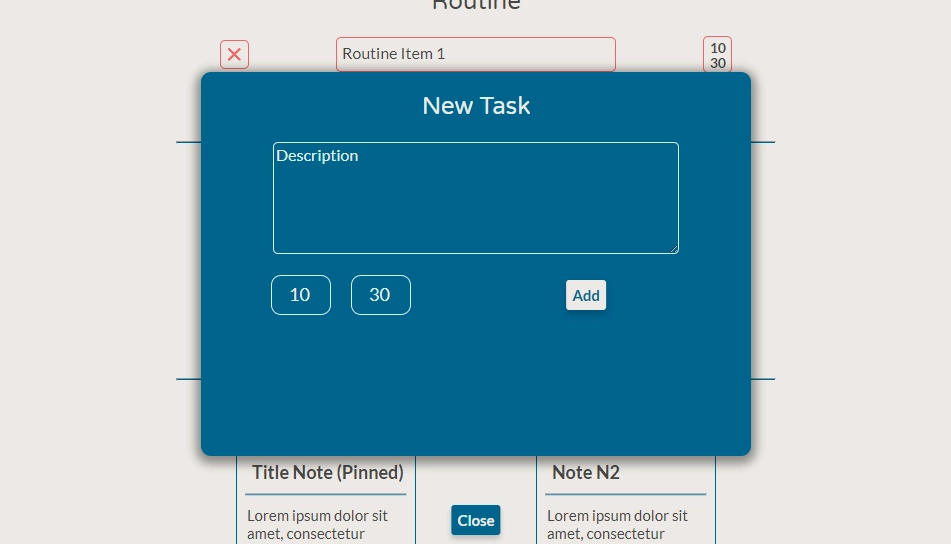 Routine
Routine Item 1
10
30
New Task
Description
10
30
Add
Title Note (Pinned)
Note N2
Lorem ipsum dolor sit
amet, consectetur
Close
Lorem ipsum dolor sit
amet, consectetur